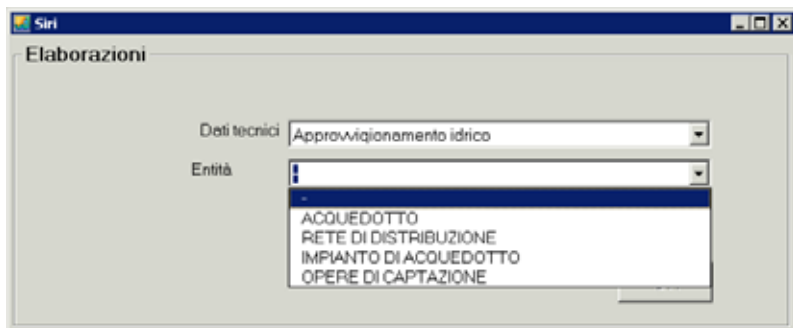 Siri
Elaborazioni
Dati tecnici Approvvigionamento idrico
Entità -
-
ACQUEDOTTO
RETE DI DISTRIBUZIONE
IMPIANTO DI ACQUEDOTTO
OPERE DI CAPTAZIONE